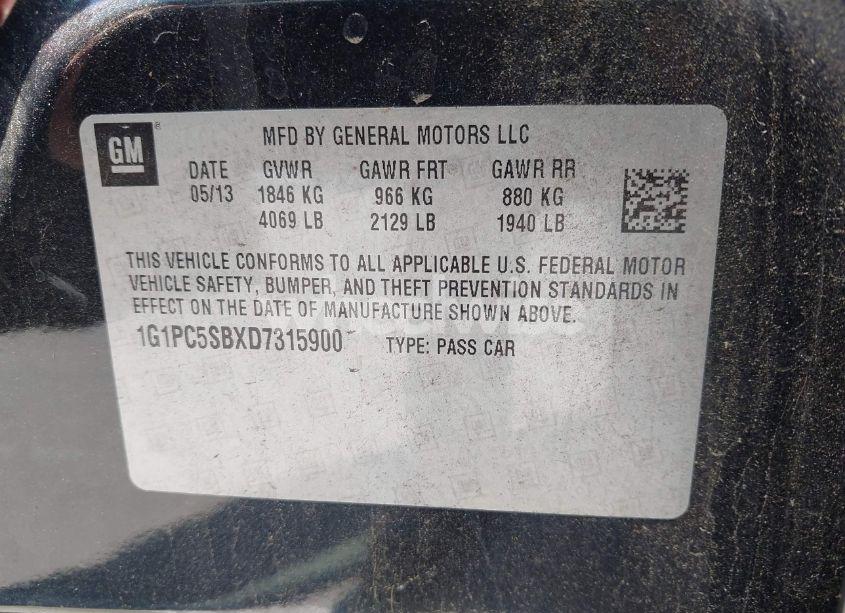 GM
MFD BY GENERAL MOTORS LLC
DATE GVWR GAWR FRT GAWR RR
05/13 1846 KG 966 KG 880 KG
4069 LB 2129 LB 1940 LB
THIS VEHICLE CONFORMS TO ALL APPLICABLE U.S. FEDERAL MOTOR
VEHICLE SAFETY, BUMPER, AND THEFT PREVENTION STANDARDS IN
EFFECT ON THE DATE OF MANUFACTURE SHOWN ABOVE.
1G1PC5SBXD7315900 TYPE: PASS CAR